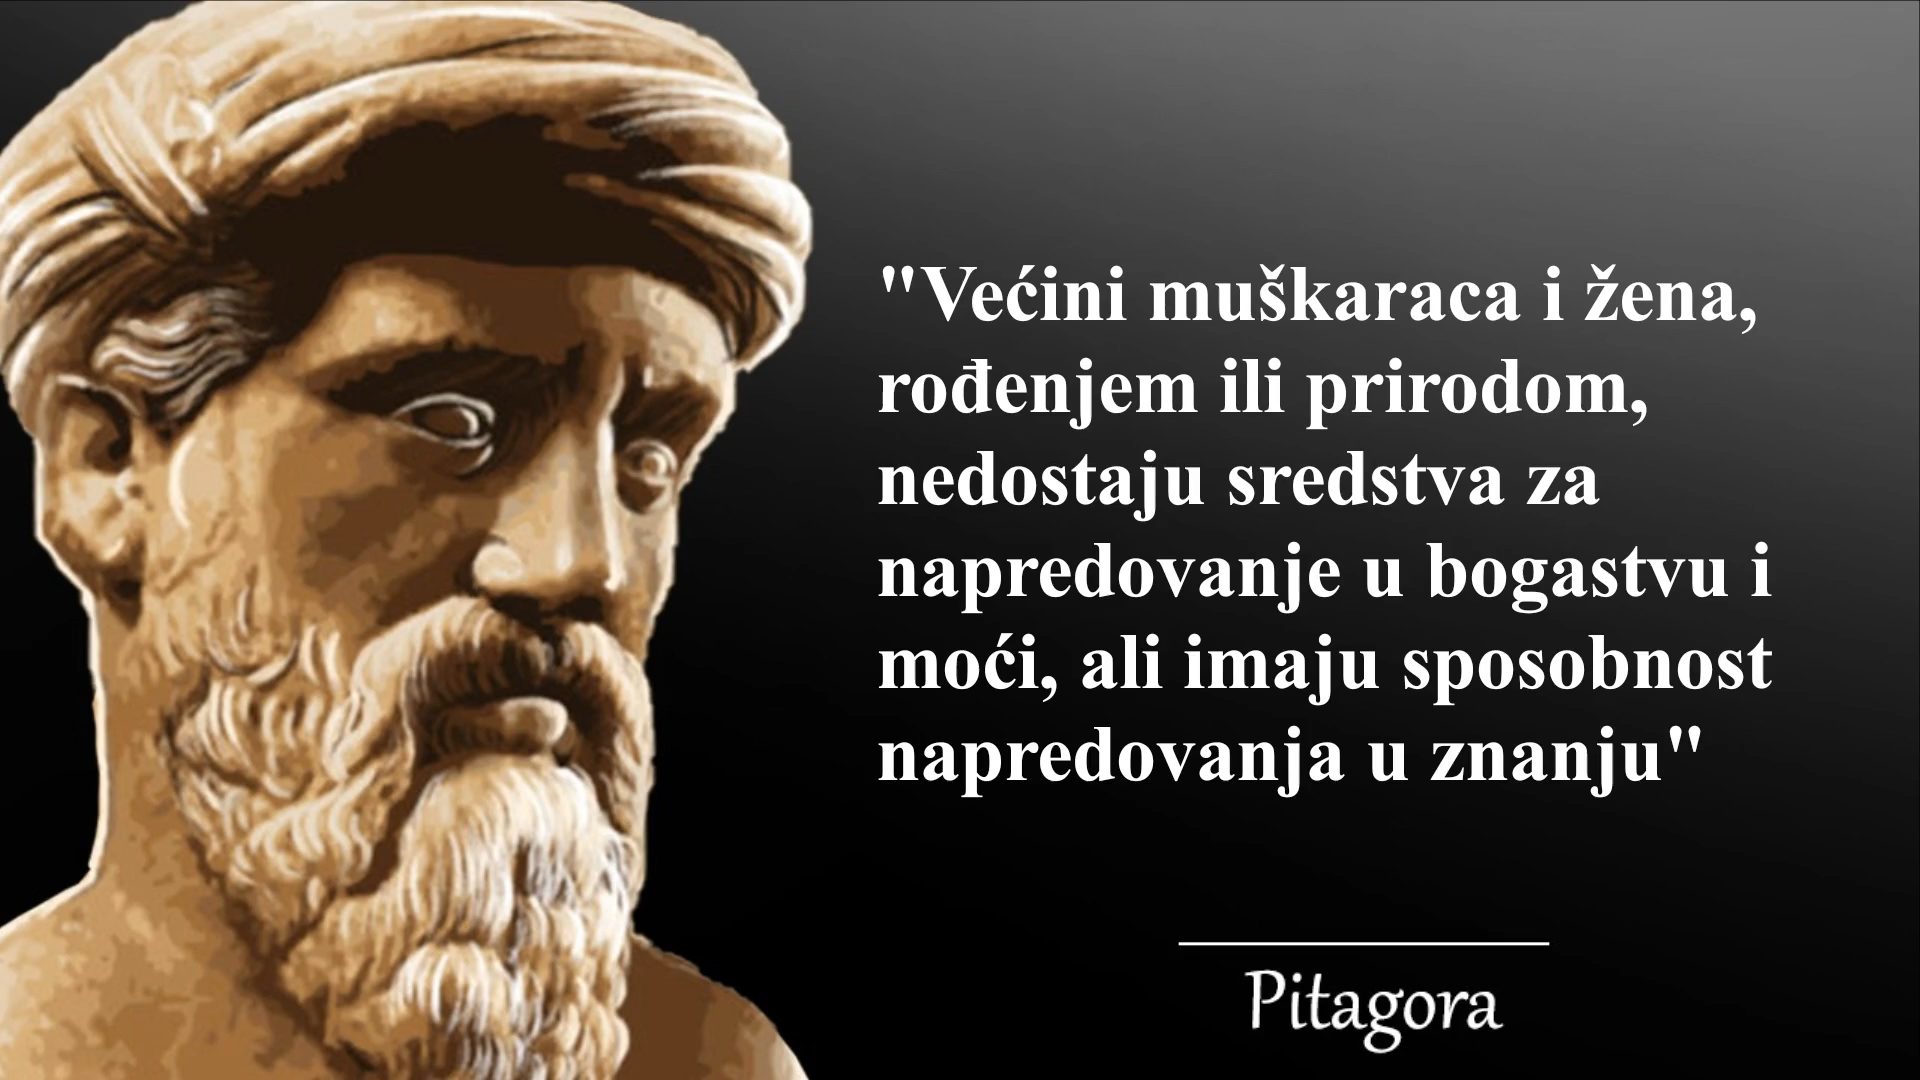 "Većini muškaraca i žena,
rođenjem ili prirodom,
nedostaju sredstva za
napredovanje u bogastvu i
moći, ali imaju sposobnost
napredovanja u znanju"
Pitagora